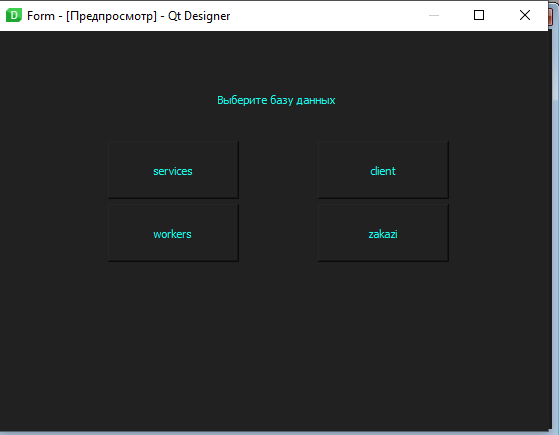 Form - [Предпросмотр] - Qt Designer
Выберите базу данных
services
client
workers
zakazi